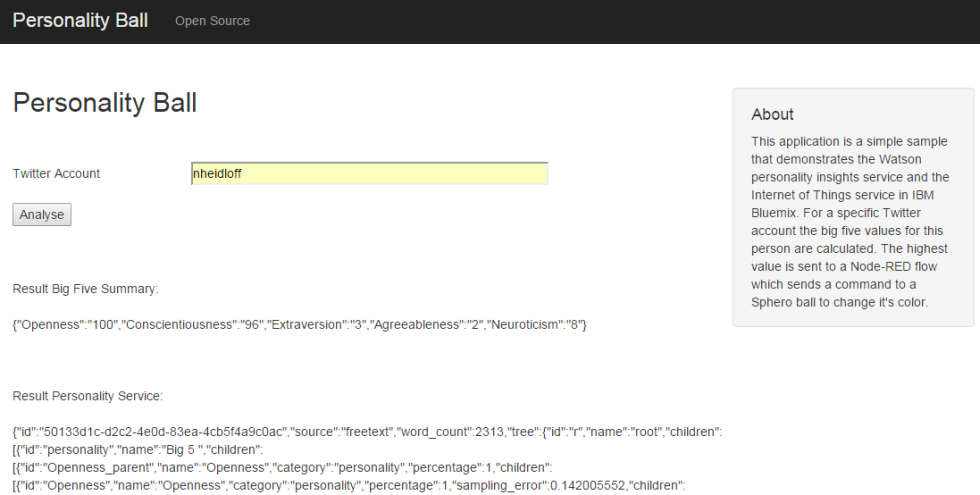 Personality Ball Open Source
Personality Ball
Twitter Account nheidloff
Analyse
Result Big Five Summary:
{"Openness":"100","Conscientiousness":"96","Extraversion":"3","Agreeableness":"2","Neuroticism":"8"}
Result Personality Service:
{"id":"50133d1c-d2c2-4e0d-83ea-4cb5f4a9c0ac","source":"freetext","word_count":2313,"tree":{"id":"r","name":"root","children":
[{"id":"personality","name":"Big 5 ","children":
[{"id":"Openness_parent","name":"Openness","category":"personality","percentage":1,"children":
[{"id":"Openness","name":"Openness","category":"personality","percentage":1,"sampling_error":0.142005552,"children":
About
This application is a simple sample
that demonstrates the Watson
personality insights service and the
Internet of Things service in IBM
Bluemix. For a specific Twitter
account the big five values for this
person are calculated. The highest
value is sent to a Node-RED flow
which sends a command to a
Sphero ball to change it's color.